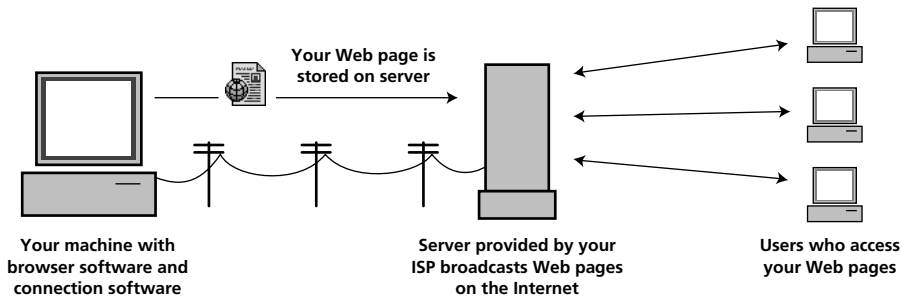 Your Web page is
stored on server
Your machine with
browser software and
connection software
Server provided by your
ISP broadcasts Web pages
on the Internet
Users who access
your Web pages